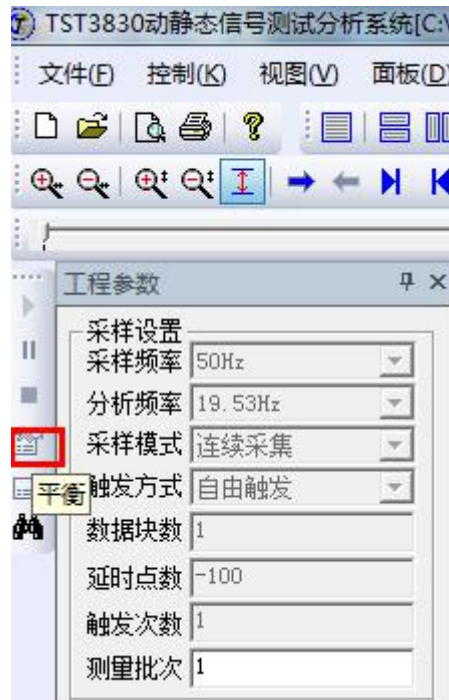 TST3830动静态信号测试分析系统[C:\
文件(F) 控制(K) 视图(V) 面板(D)
工程参数
采样设置
采样频率 50Hz
分析频率 19.53Hz
采样模式 连续采集
平衡
触发方式 自由触发
数据块数 1
延时点数 -100
触发次数 1
测量批次 1